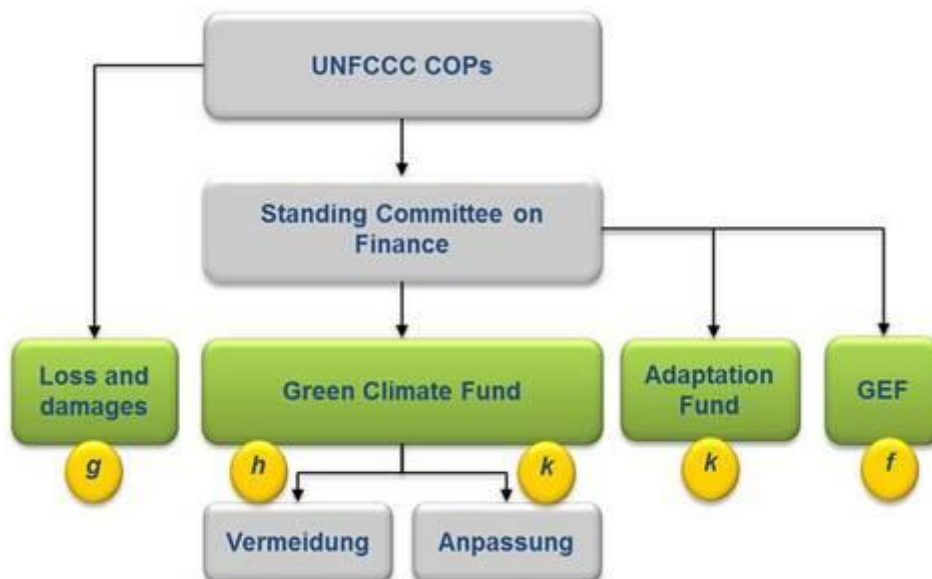 UNFCCC COPs
Standing Committee on
Finance
Loss and
damages
Green Climate Fund
Adaptation
Fund
GEF
g
h
k
k
f
Vermeidung
Anpassung